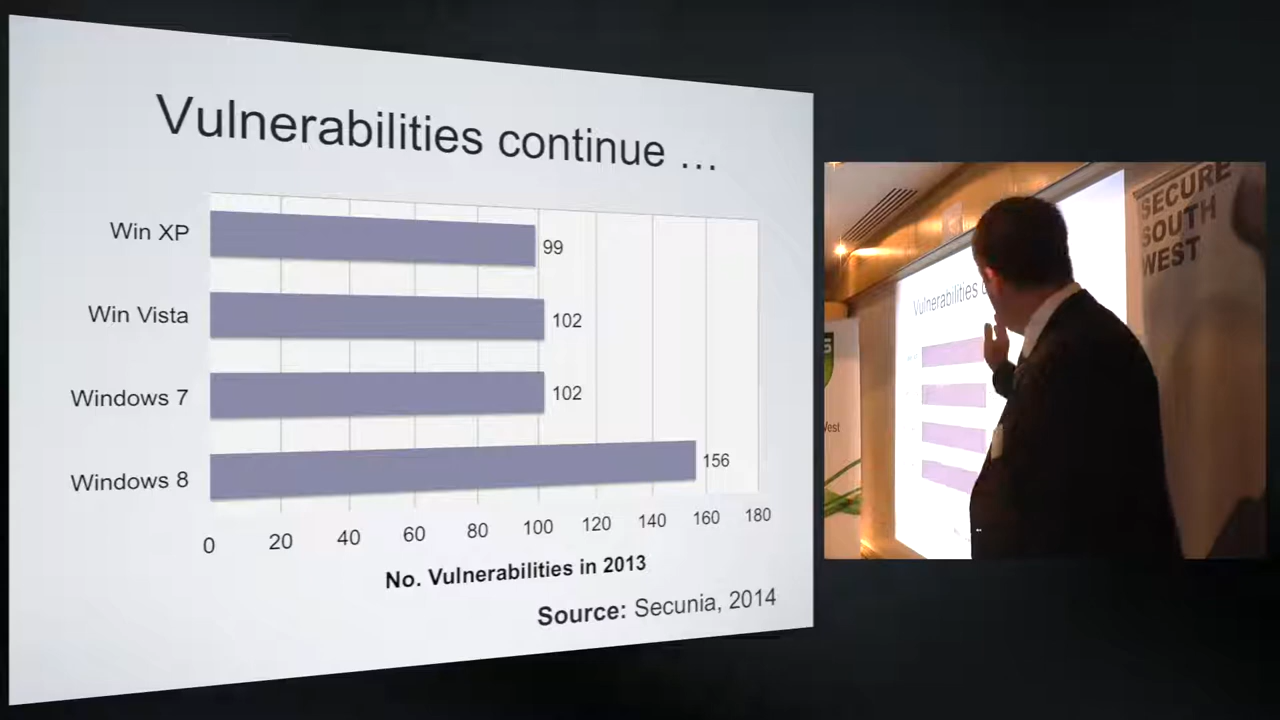 Vulnerabilities continue ...
Win XP
99
Win Vista
102
Windows 7
102
Windows 8
156
0 20 40 60 80 100 120 140 160 180
No. Vulnerabilities in 2013
Source: Secunia, 2014
SECURE
SOUTH
WEST
Vulnerabilities